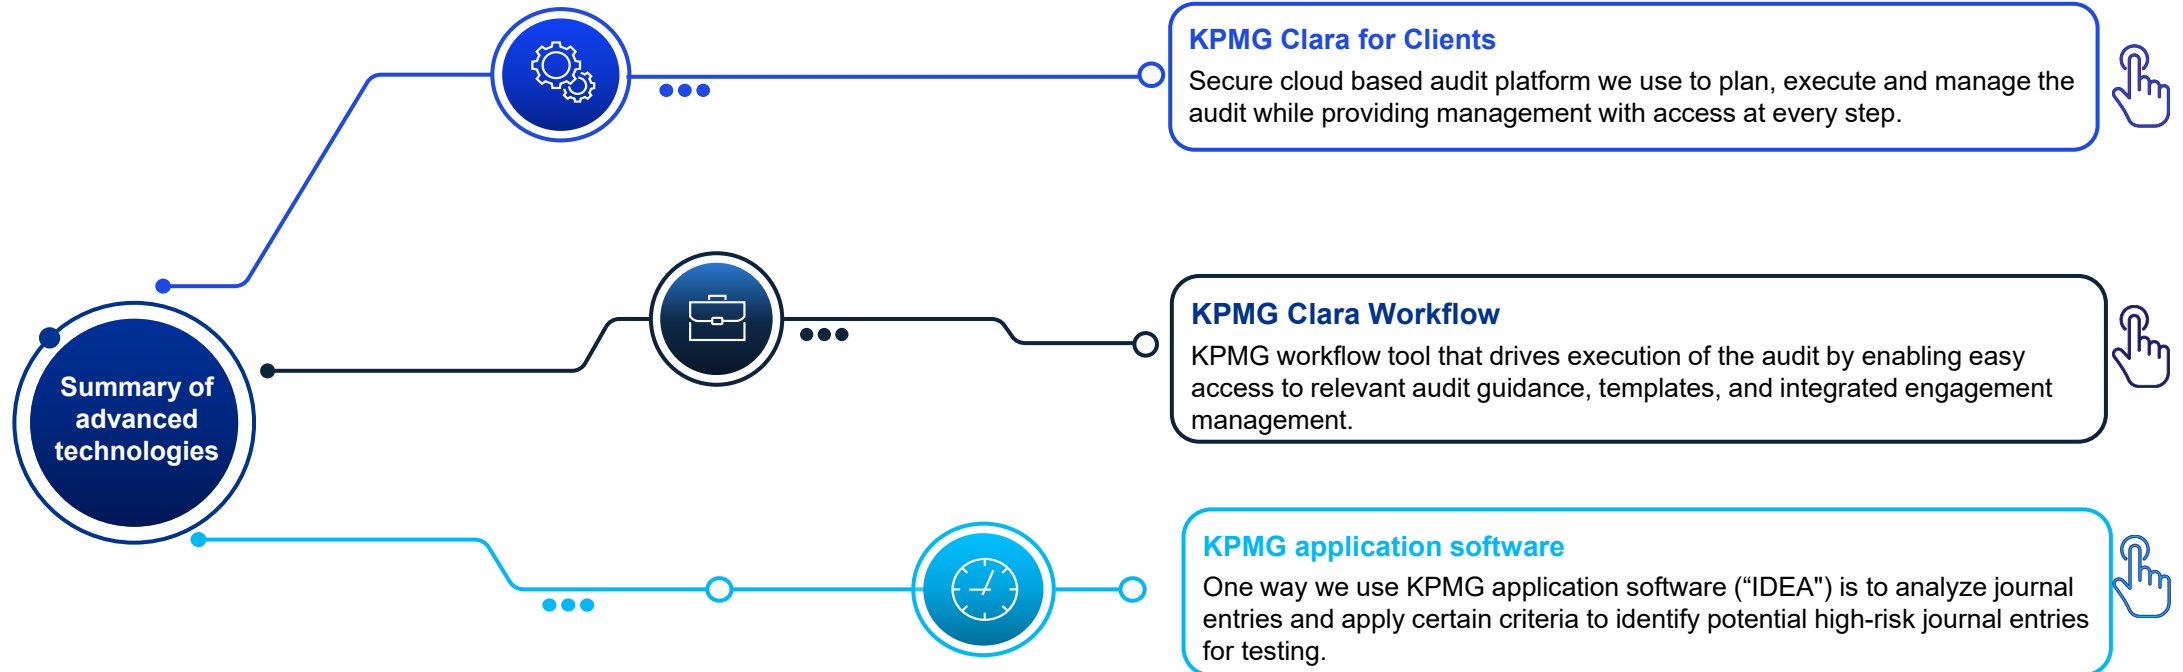 KPMG Clara for Clients
Secure cloud based audit platform we use to plan, execute and manage the
audit while providing management with access at every step.
KPMG Clara Workflow
KPMG workflow tool that drives execution of the audit by enabling easy
access to relevant audit guidance, templates, and integrated engagement
management.
Summary of
advanced
technologies
KPMG application software
One way we use KPMG application software (“IDEA") is to analyze journal
entries and apply certain criteria to identify potential high-risk journal entries
for testing.